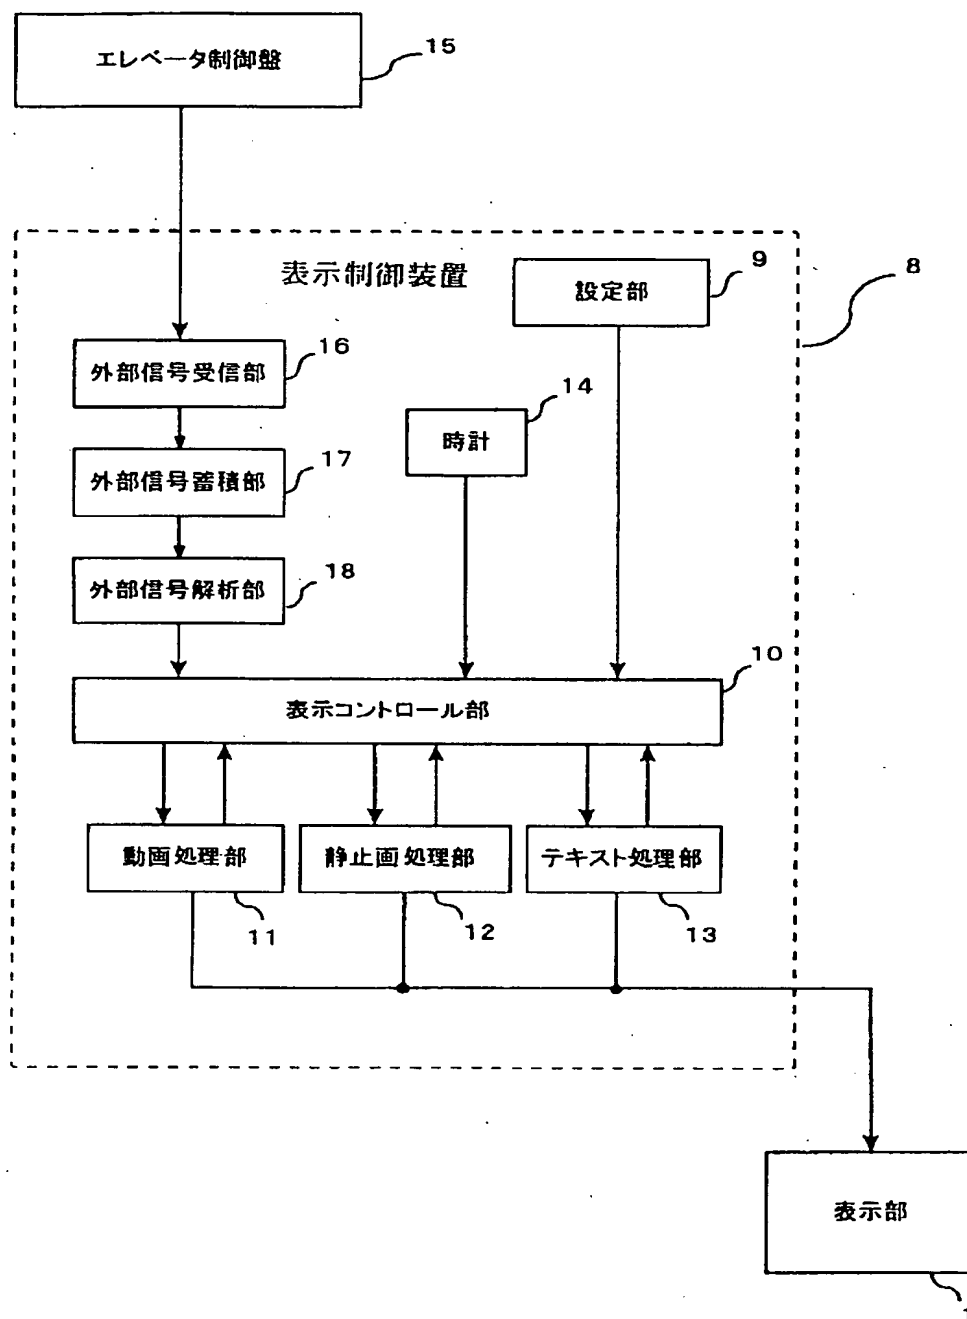 エレベータ制御盤
15
表示制御装置
設定部
9
8
外部信号受信部
16
時計
14
外部信号蓄積部
17
外部信号解析部
18
表示コントロール部
10
動画処理部
静止画処理部
テキスト処理部
11
12
13
表示部